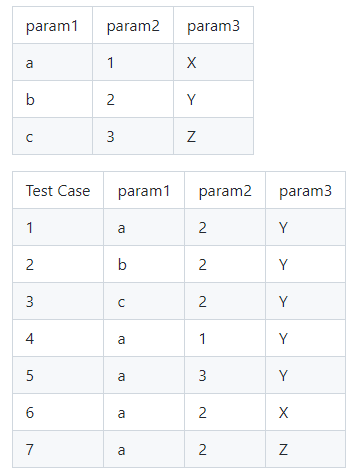 param1 param2 param3
a 1 X
b 2 Y
c 3 Z
Test Case param1 param2 param3
1 a 2 Y
2 b 2 Y
3 c 2 Y
4 a 1 Y
5 a 3 Y
6 a 2 X
7 a 2 Z